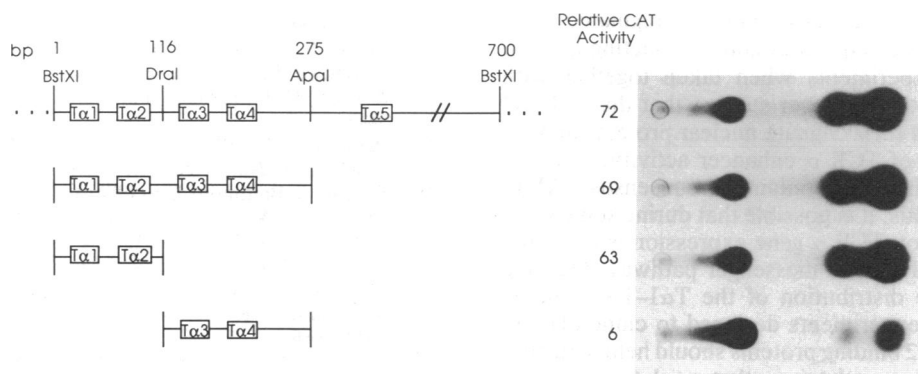 Relative CAT
Activity
bp 1 116 275 700
BstXI DraI ApaI BstXI
Tα1 Tα2 Tα3 Tα4 Tα5 72
Tα1 Tα2 Tα3 Tα4 69
Tα1 Tα2 63
Tα3 Tα4 6